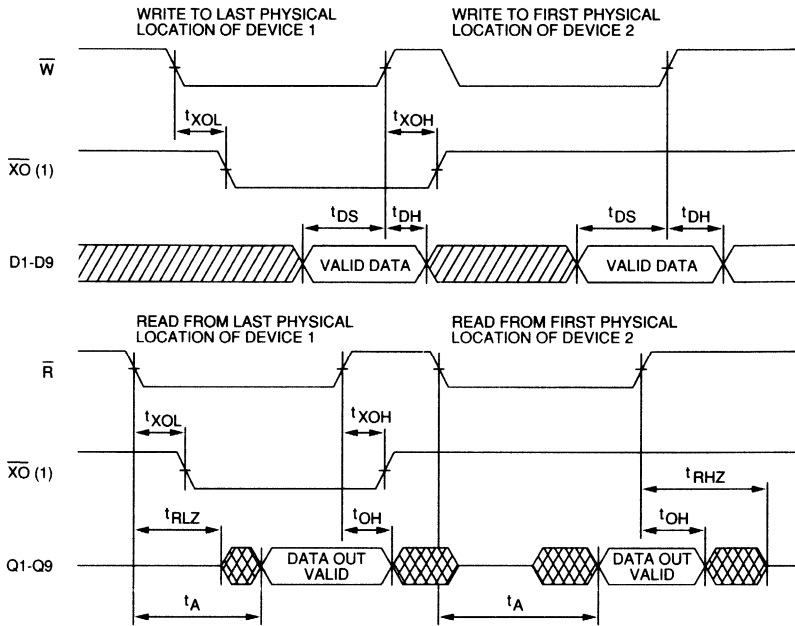 WRITE TO LAST PHYSICAL
LOCATION OF DEVICE 1
WRITE TO FIRST PHYSICAL
LOCATION OF DEVICE 2
W
tXOL
tXOH
XO (1)
tDS
tDH
tDS
tDH
D1-D9
VALID DATA
VALID DATA
READ FROM LAST PHYSICAL
LOCATION OF DEVICE 1
READ FROM FIRST PHYSICAL
LOCATION OF DEVICE 2
R
tXOL
tXOH
XO (1)
tRHZ
tRLZ
tOH
tOH
Q1-Q9
DATA OUT
VALID
DATA OUT
VALID
tA
tA